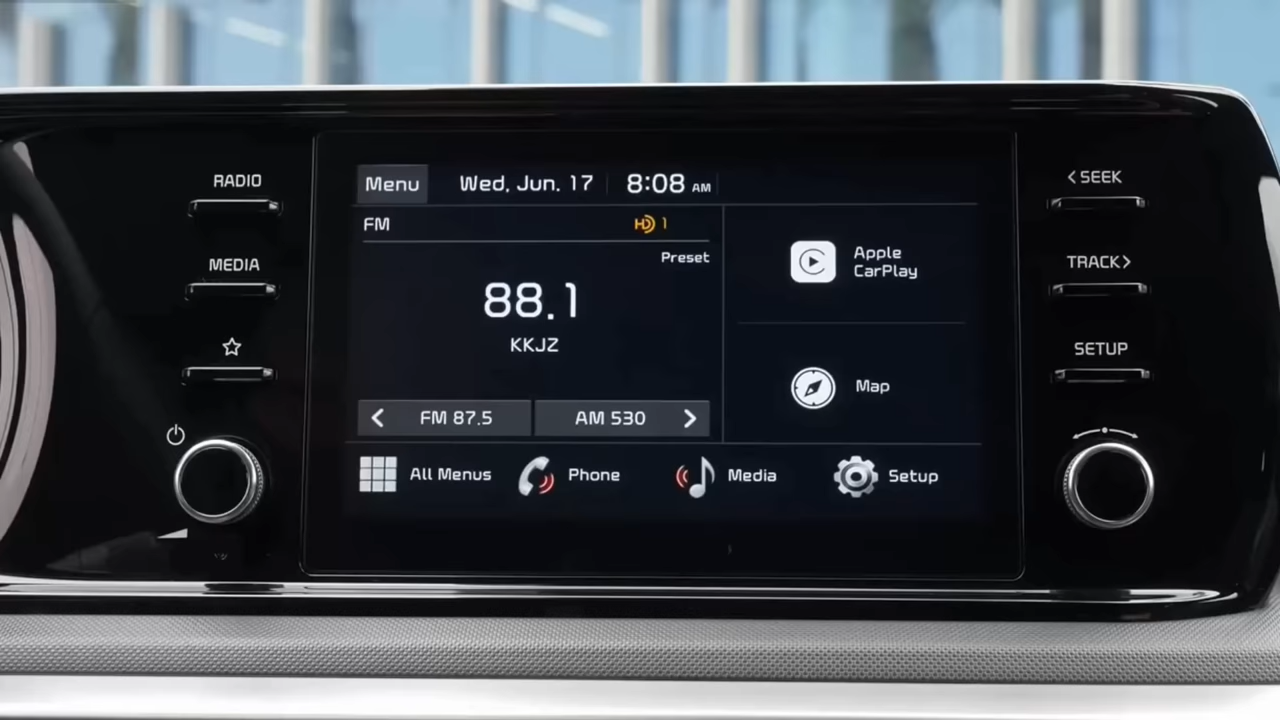 RADIO
MEDIA
Menu Wed, Jun. 17 8:08 AM
FM HD 1
Preset
88.1
KKJZ
FM 87.5 AM 530
Apple
CarPlay
Map
All Menus Phone Media Setup
<SEEK
TRACK>
SETUP